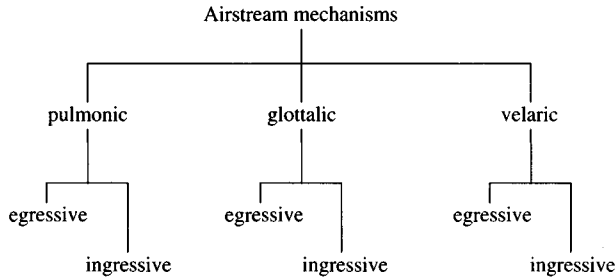 Airstream mechanisms
pulmonic glottalic velaric
egressive egressive egressive
ingressive ingressive ingressive